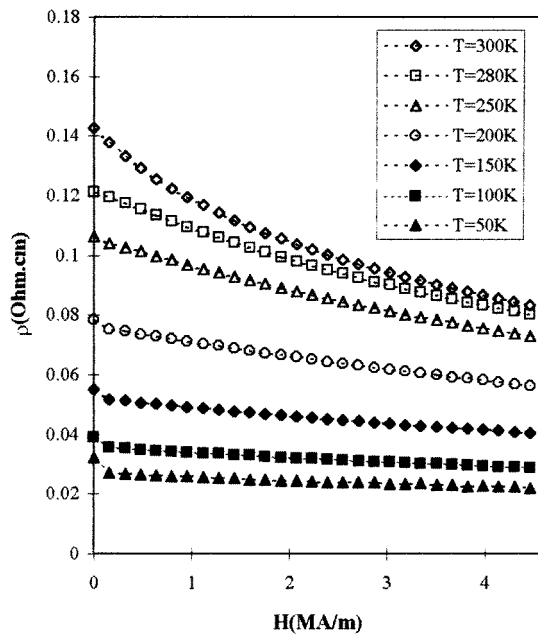 0.18
0.16
0.14
0.12
0.1
0.08
0.06
0.04
0.02
0
ρ(Ohm.cm)
T=300K
T=280K
T=250K
T=200K
T=150K
T=100K
T=50K
0 1 2 3 4
H(MA/m)